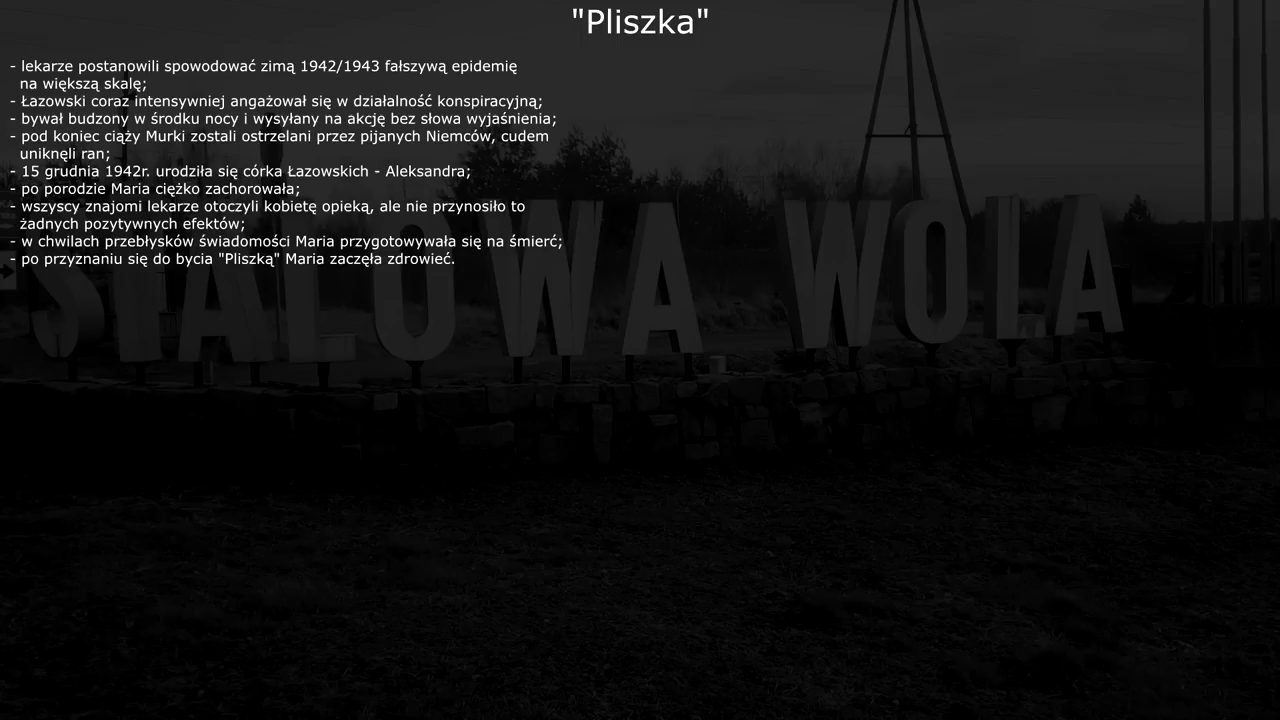 "Pliszka"
- lekarze postanowili spowodować zimą 1942/1943 fałszywą epidemię
na większą skalę;
- Łazowski coraz intensywniej angażował się w działalność konspiracyjną;
- bywał budzony w środku nocy i wysyłany na akcję bez słowa wyjaśnienia;
- pod koniec ciąży Murki zostali ostrzelani przez pijanych Niemców, cudem
uniknęli ran;
- 15 grudnia 1942r. urodziła się córka Łazowskich - Aleksandra;
- po porodzie Maria ciężko zachorowała;
- wszyscy znajomi lekarze otoczyli kobietę opieką, ale nie przynosiło to
żadnych pozytywnych efektów;
- w chwilach przebłysków świadomości Maria przygotowywała się na śmierć;
- po przyznaniu się do bycia "Pliszką" Maria zaczęła zdrowieć.
STALOWA WOLA